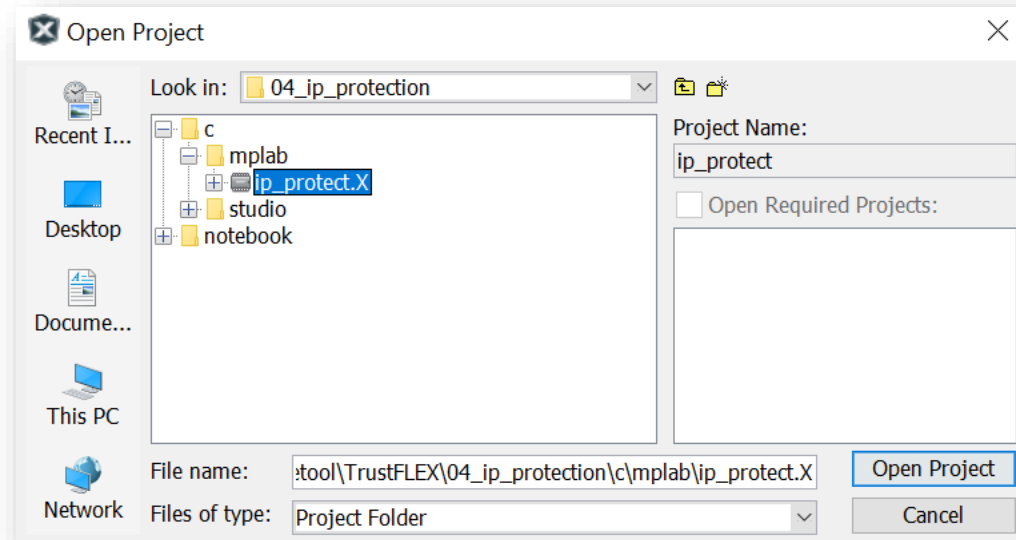 Open Project
Look in: 04_ip_protection
Recent I...
Desktop
Docume...
This PC
Network
c
mplab
ip_protect.X
studio
notebook
Project Name:
ip_protect
Open Required Projects:
File name: :tool\TrustFLEX\04_ip_protection\c\mplab\ip_protect.X Open Project
Files of type: Project Folder Cancel